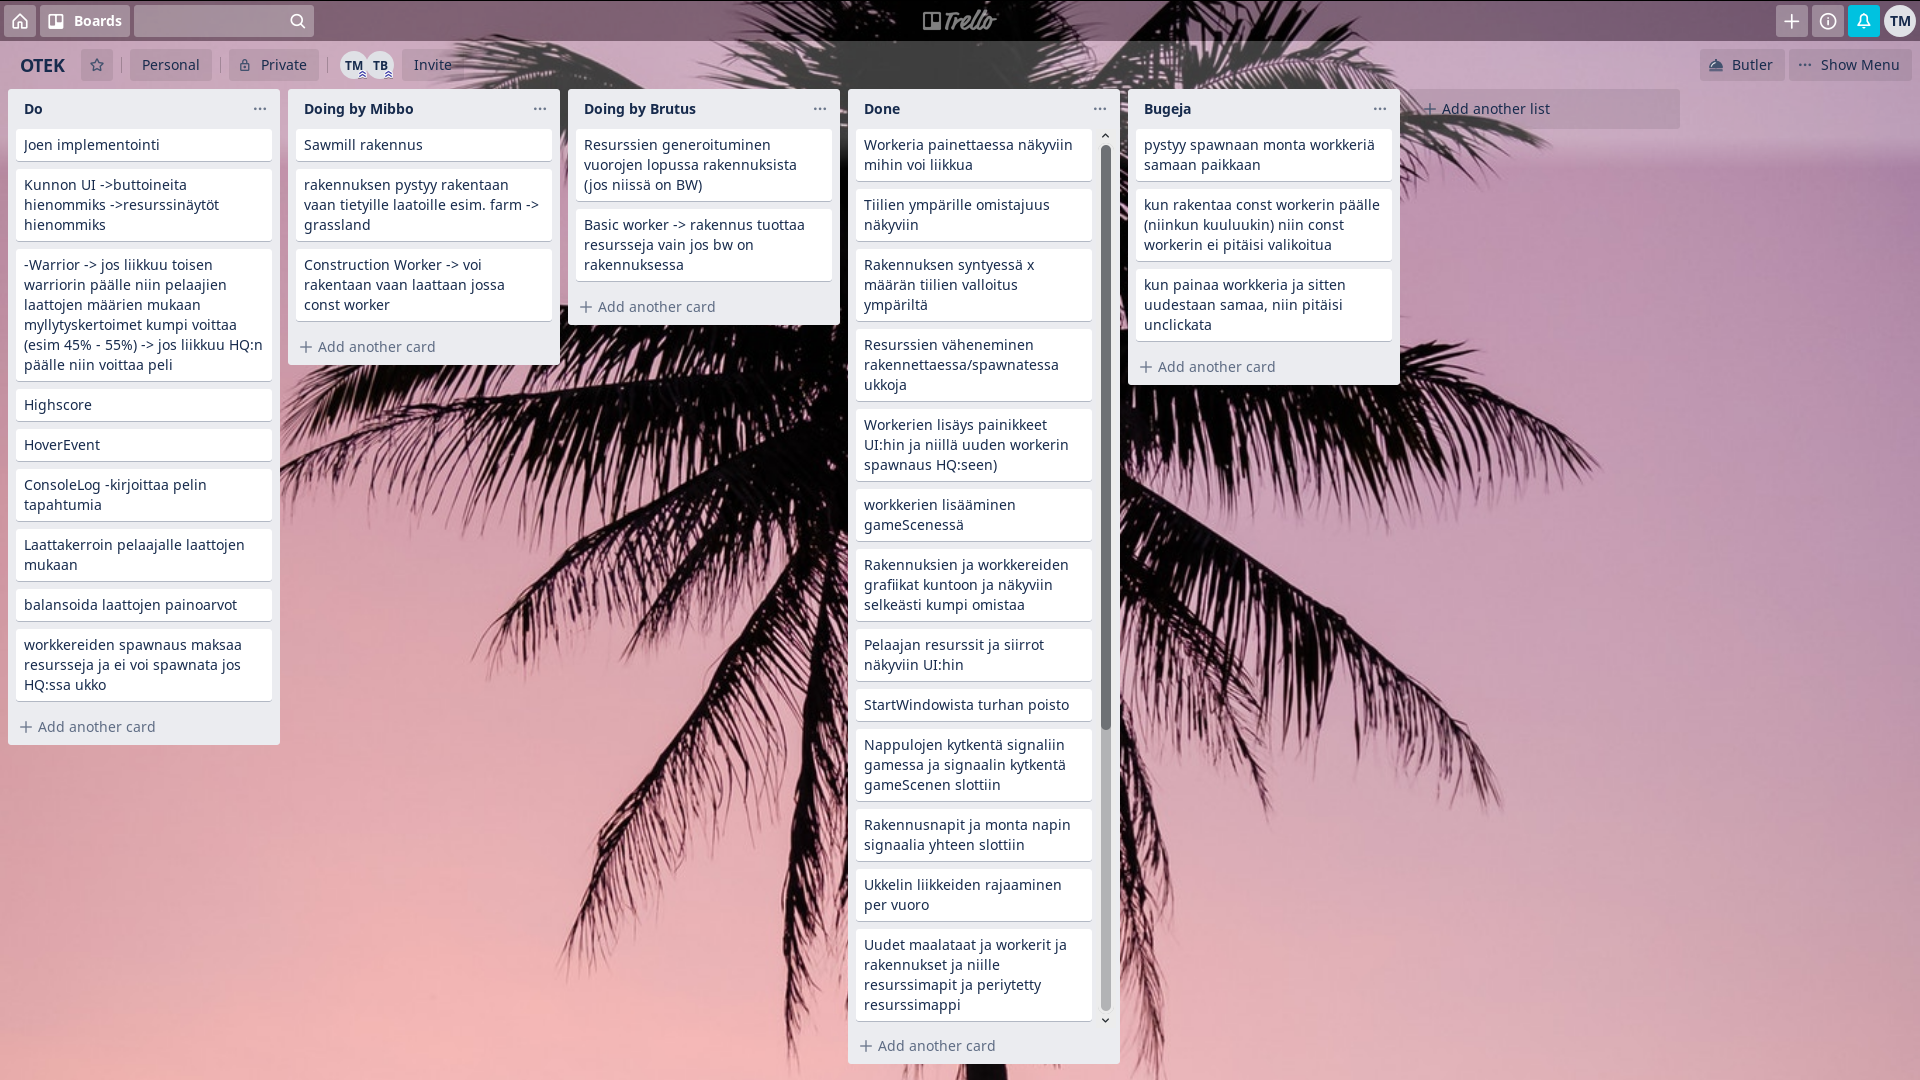 Boards
Trello
TM
OTEK
Personal
Private
TM
TB
Invite
Butler
Show Menu
Do
Joen implementointi
Kunnon UI ->buttoineita
hienommiks ->resurssinäytöt
hienommiks
-Warrior -> jos liikkuu toisen
warriorin päälle niin pelaajien
laattojen määrien mukaan
myllytyskertoimet kumpi voittaa
(esim 45% - 55%) -> jos liikkuu HQ:n
päälle niin voittaa peli
Highscore
HoverEvent
ConsoleLog -kirjoittaa pelin
tapahtumia
Laattakerroin pelaajalle laattojen
mukaan
balansoida laattojen painoarvot
workkereiden spawnaus maksaa
resursseja ja ei voi spawnata jos
HQ:ssa ukko
Add another card
Doing by Mibbo
Sawmill rakennus
rakennuksen pystyy rakentaan
vaan tietyille laatoille esim. farm ->
grassland
Construction Worker -> voi
rakentaan vaan laattaan jossa
const worker
Add another card
Doing by Brutus
Resurssien generoituminen
vuorojen lopussa rakennuksista
(jos niissä on BW)
Basic worker -> rakennus tuottaa
resursseja vain jos bw on
rakennuksessa
Add another card
Done
Workeria painettaessa näkyviin
mihin voi liikkua
Tiilien ympärille omistajuus
näkyviin
Rakennuksen syntyessä x
määrän tiilien valloitus
ympäriltä
Resurssien väheneminen
rakennettaessa/spawnatessa
ukkoja
Workerien lisäys painikkeet
UI:hin ja niillä uuden workerin
spawnaus HQ:seen)
workkerien lisääminen
gameScenessä
Rakennuksien ja workkereiden
grafiikat kuntoon ja näkyviin
selkeästi kumpi omistaa
Pelaajan resurssit ja siirrot
näkyviin UI:hin
StartWindowista turhan poisto
Nappulojen kytkentä signaliin
gamessa ja signaalin kytkentä
gameScenen slottiin
Rakennusnapit ja monta napin
signaalia yhteen slottiin
Ukkelin liikkeiden rajaaminen
per vuoro
Uudet maalataat ja workerit ja
rakennukset ja niille
resurssimapit ja periytetty
resurssimappi
Add another card
Bugeja
pystyy spawnaan monta workkeriä
samaan paikkaan
kun rakentaa const workerin päälle
(niinkun kuuluukin) niin const
workerin ei pitäisi valikoitua
kun painaa workkeria ja sitten
uudestaan samaa, niin pitäisi
unclickata
Add another card
Add another list